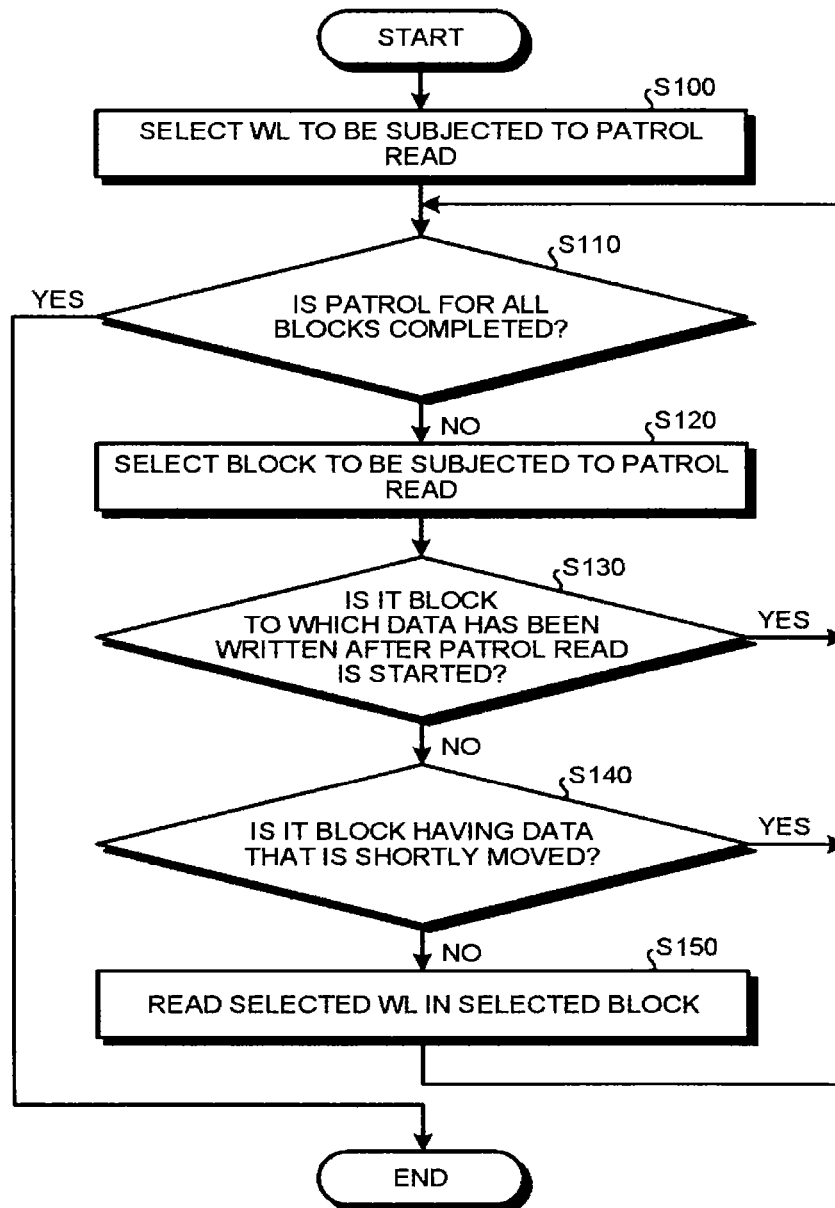 START
S100
SELECT WL TO BE SUBJECTED TO PATROL
READ
S110
YES
IS PATROL FOR ALL
BLOCKS COMPLETED?
NO
S120
SELECT BLOCK TO BE SUBJECTED TO PATROL
READ
S130
IS IT BLOCK
TO WHICH DATA HAS BEEN
WRITTEN AFTER PATROL READ
IS STARTED?
YES
NO
S140
IS IT BLOCK HAVING DATA
THAT IS SHORTLY MOVED?
YES
NO
S150
READ SELECTED WL IN SELECTED BLOCK
END